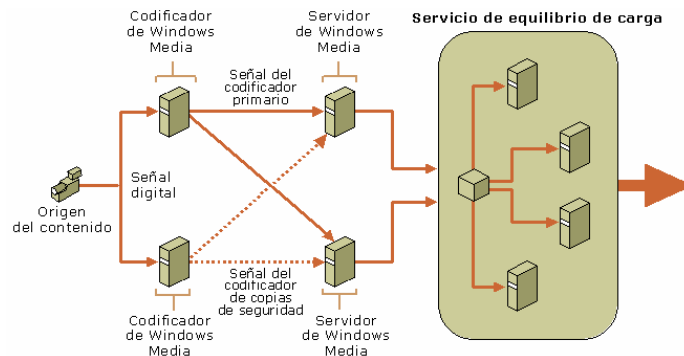 Codificador
de Windows
Media
Servidor
de Windows
Media
Servicio de equilibrio de carga
Señal del
codificador
primario
Señal
digital
Origen
del contenido
Señal del
codificador
de copias
de seguridad
Codificador
de Windows
Media
Servidor
de Windows
Media